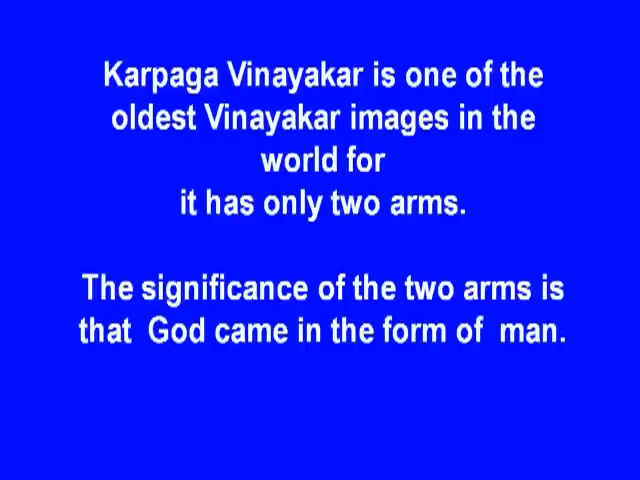 Karpaga Vinayakar is one of the
oldest Vinayakar images in the
world for
it has only two arms.
The significance of the two arms is
that  God came in the form of  man.